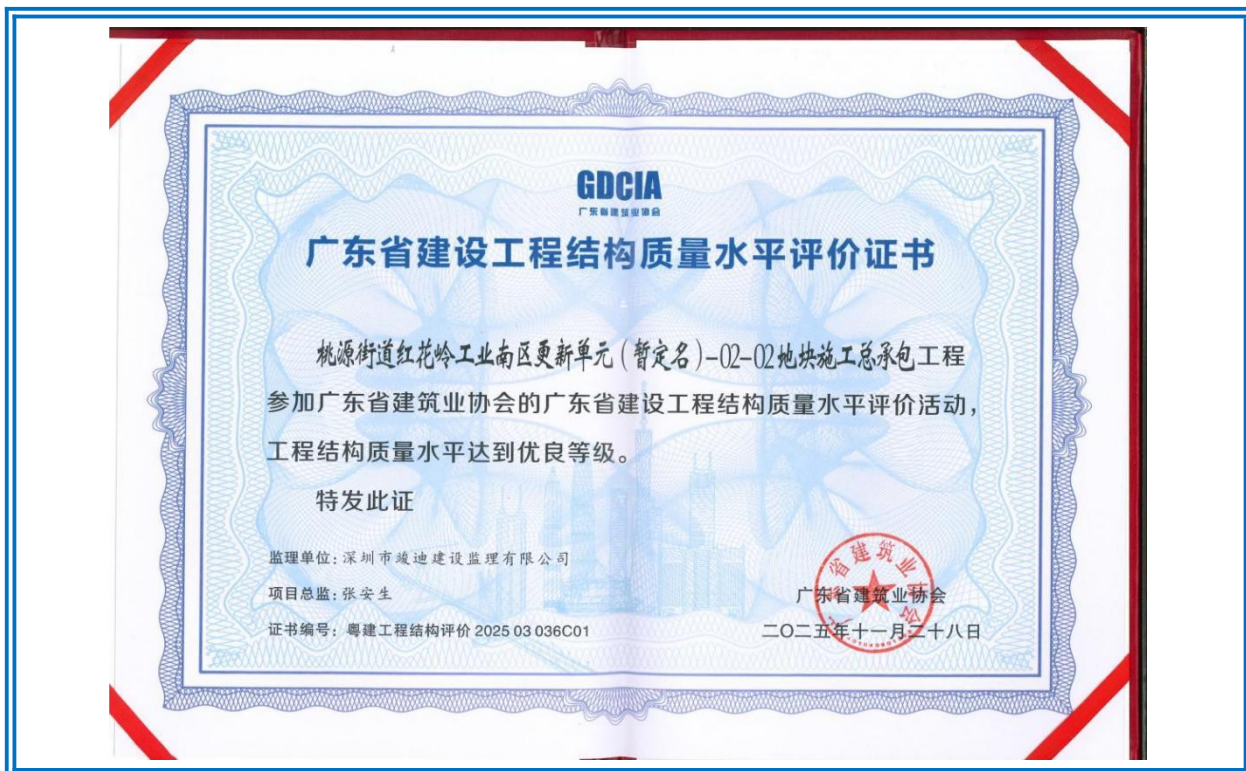 GDCIA
广东省建筑业协会
广东省建设工程结构质量水平评价证书
桃源街道红花岭工业南区更新单元(暂定名)-02-02地块施工总承包工程
参加广东省建筑业协会的广东省建设工程结构质量水平评价活动,
工程结构质量水平达到优良等级。
特发此证
监理单位:深圳市竣迪建设监理有限公司
项目总监:张安生
证书编号:粤建工程结构评价 2025 03 036C01
广东省建筑业协会
广东省建筑业协会
二〇二五年十一月二十八日